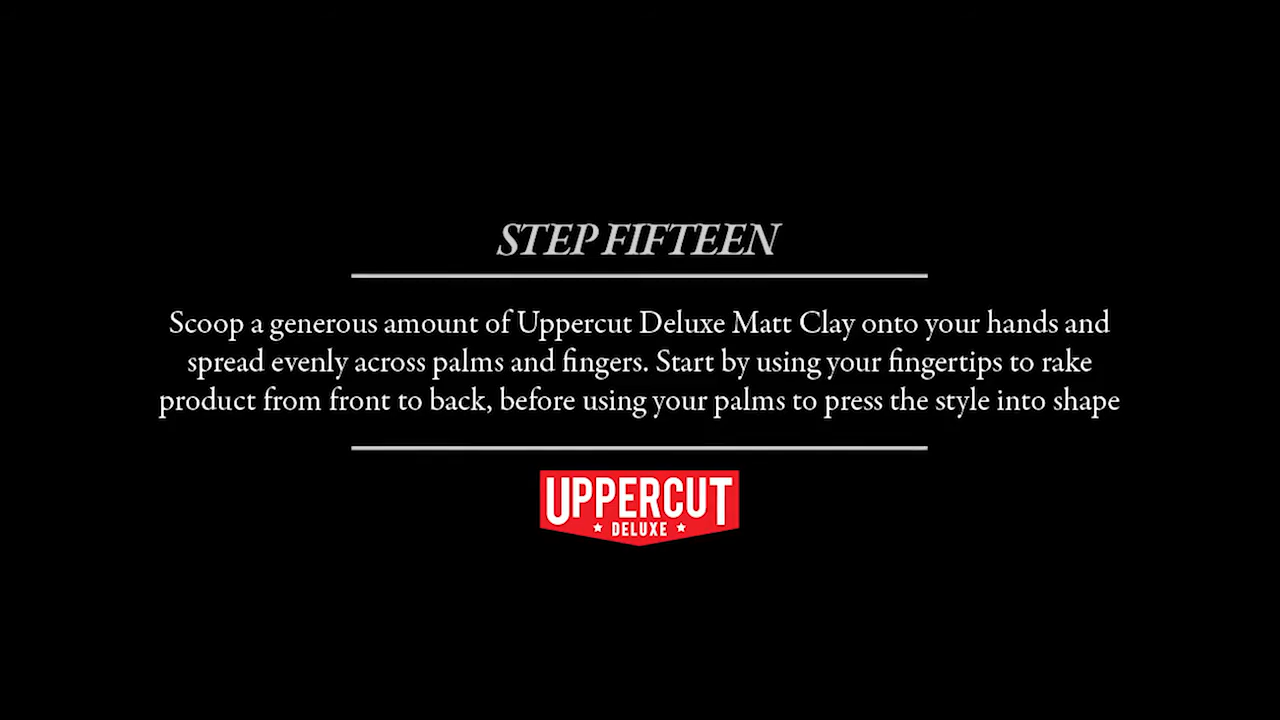 STEP FIFTEEN
Scoop a generous amount of Uppercut Deluxe Matt Clay onto your hands and
spread evenly across palms and fingers. Start by using your fingertips to rake
product from front to back, before using your palms to press the style into shape
UPPERCUT
DELUXE